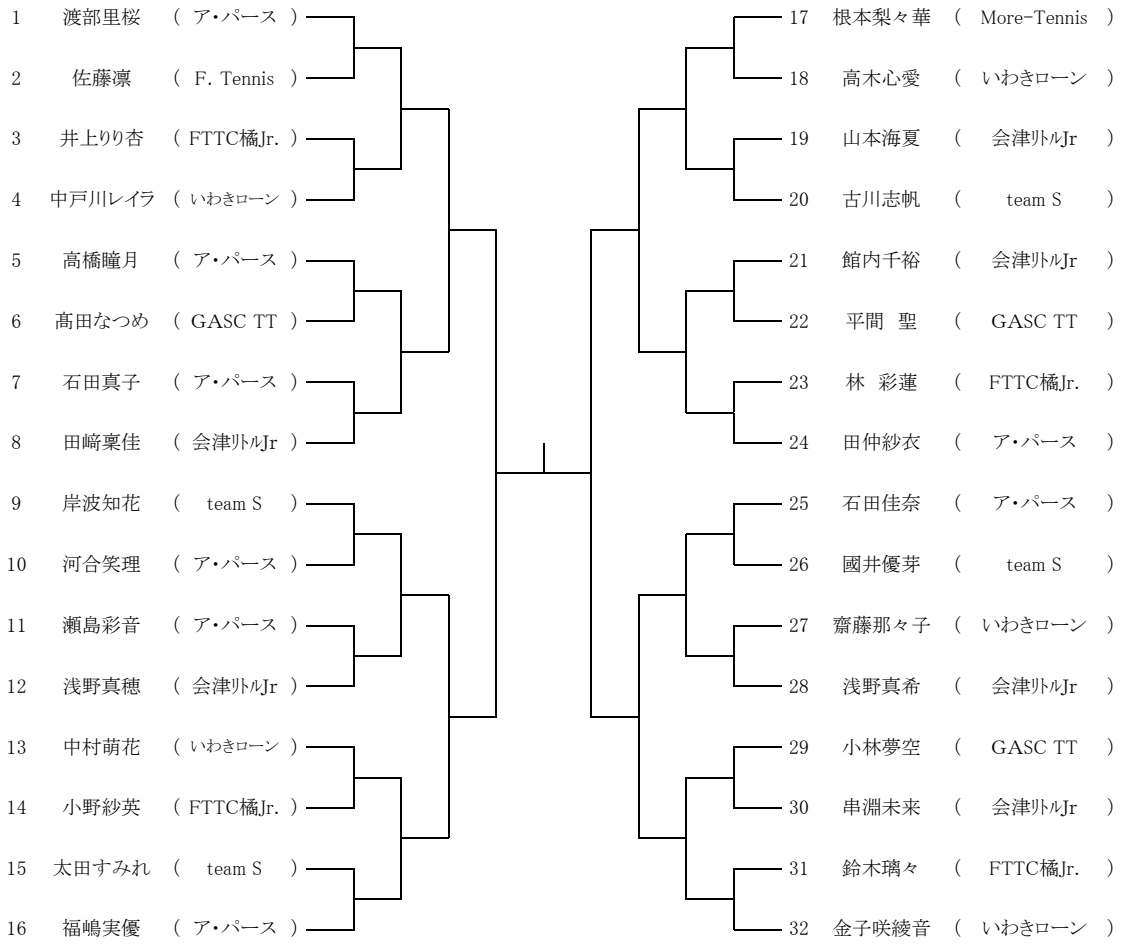 1 渡部里桜 ( ア・パース )
2 佐藤凛 ( F. Tennis )
3 井上りり杏 ( FTTC橘Jr. )
4 中戸川レイラ ( いわきローン )
5 高橋瞳月 ( ア・パース )
6 髙田なつめ ( GASC TT )
7 石田真子 ( ア・パース )
8 田﨑稟佳 ( 会津リトルJr )
9 岸波知花 ( team S )
10 河合笑理 ( ア・パース )
11 瀬島彩音 ( ア・パース )
12 浅野真穂 ( 会津リトルJr )
13 中村萌花 ( いわきローン )
14 小野紗英 ( FTTC橘Jr. )
15 太田すみれ ( team S )
16 福嶋実優 ( ア・パース )
17 根本梨々華 ( More-Tennis )
18 高木心愛 ( いわきローン )
19 山本海夏 ( 会津リトルJr )
20 古川志帆 ( team S )
21 館内千裕 ( 会津リトルJr )
22 平間 聖 ( GASC TT )
23 林 彩蓮 ( FTTC橘Jr. )
24 田仲紗衣 ( ア・パース )
25 石田佳奈 ( ア・パース )
26 國井優芽 ( team S )
27 齋藤那々子 ( いわきローン )
28 浅野真希 ( 会津リトルJr )
29 小林夢空 ( GASC TT )
30 串淵未来 ( 会津リトルJr )
31 鈴木璃々 ( FTTC橘Jr. )
32 金子咲綾音 ( いわきローン )